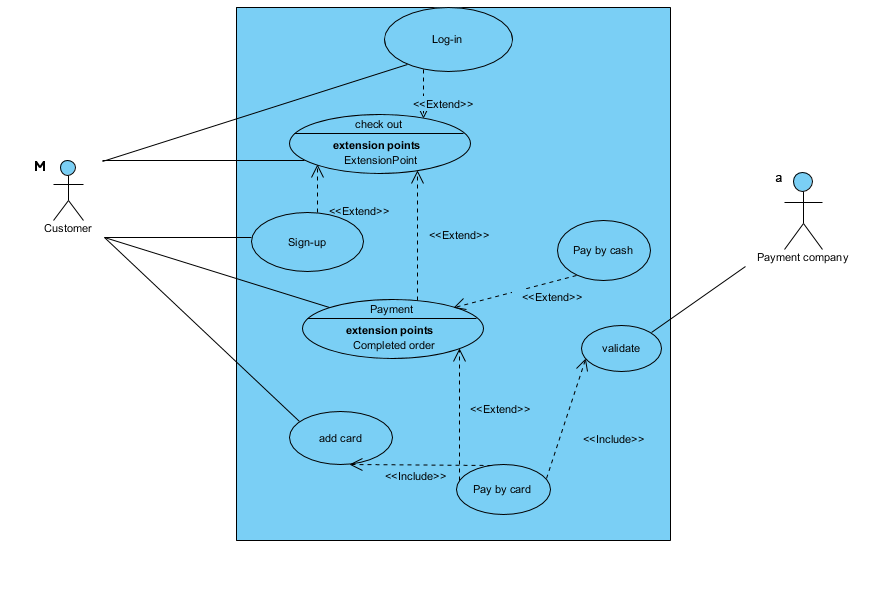 Log-in
<<Extend>>
check out
extension points
ExtensionPoint
M
Customer
<<Extend>>
Sign-up
<<Extend>>
Pay by cash
a
Payment company
<<Extend>>
Payment
extension points
Completed order
validate
<<Extend>>
<<Include>>
add card
<<Include>>
Pay by card